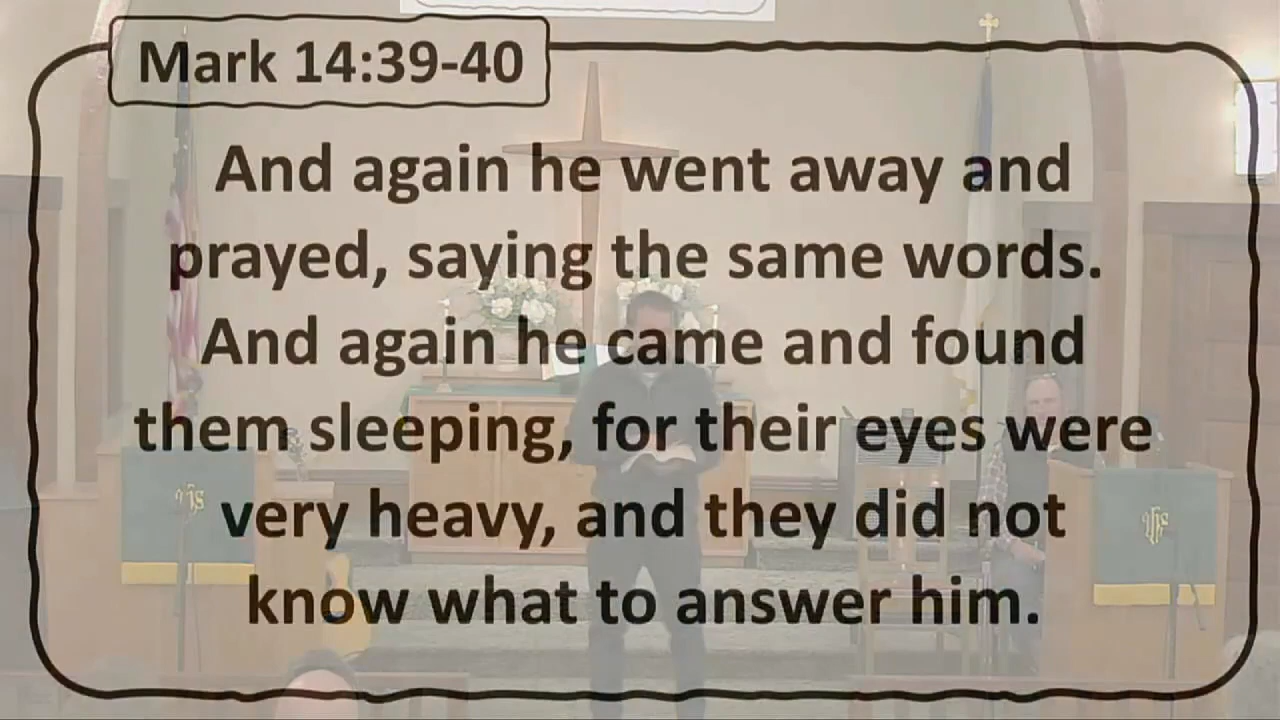 Mark 14:39-40
And again he went away and
prayed, saying the same words.
And again he came and found
them sleeping, for their eyes were
very heavy, and they did not
know what to answer him.